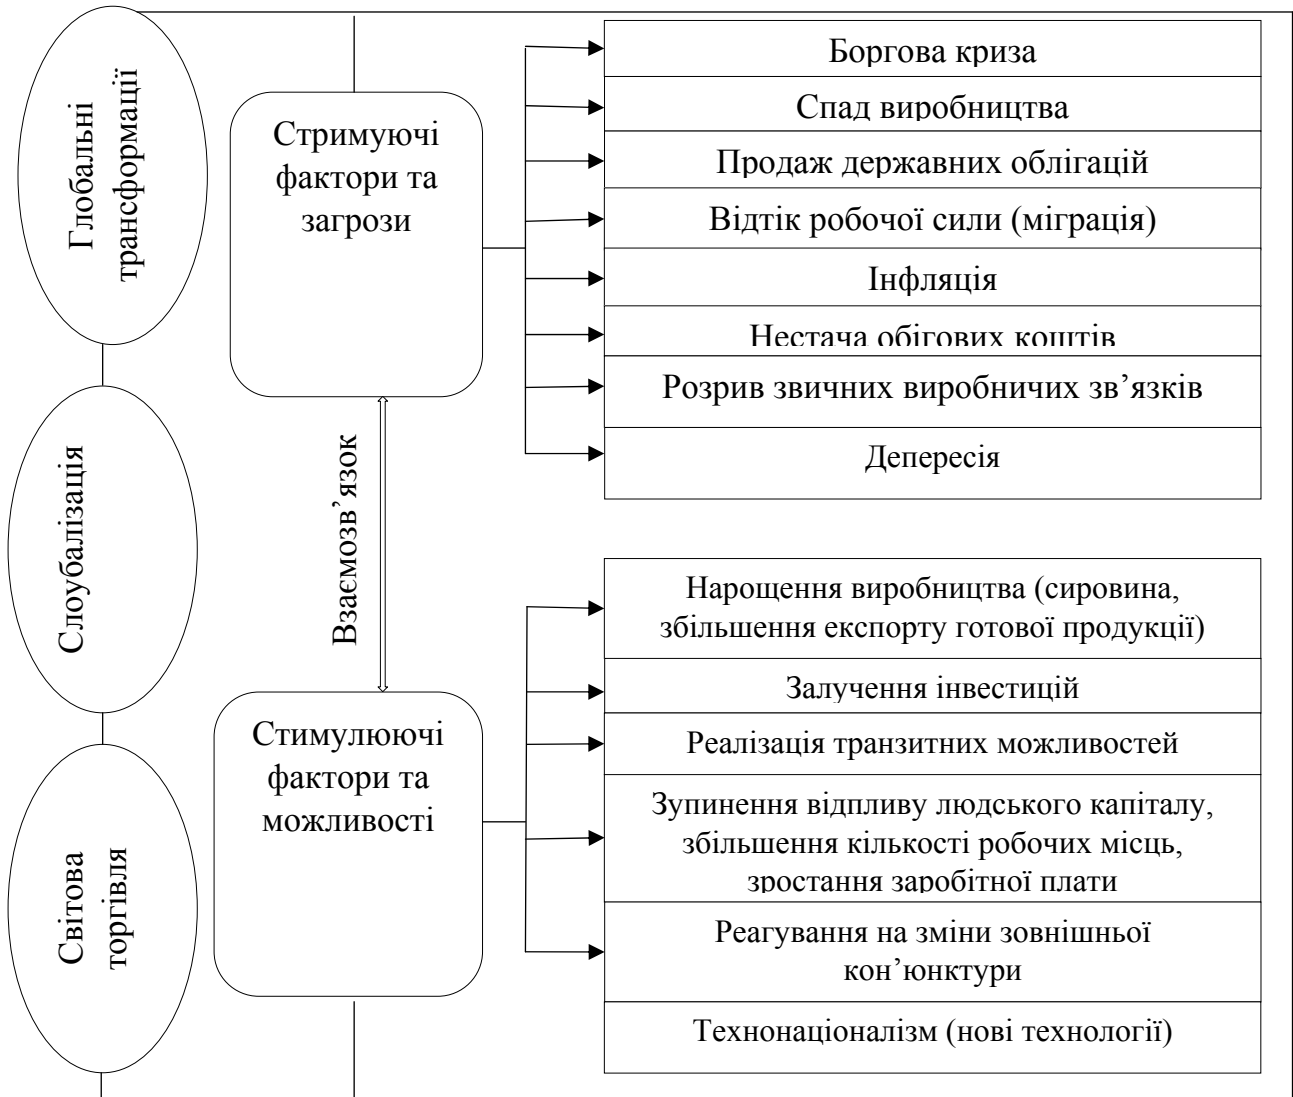 Глобальні
трансформації
Слоубалізація
Світова
торгівля
Стримуючі
фактори та
загрози
Взаємозв’язок
Стимулюючі
фактори та
можливості
Боргова криза
Спад виробництва
Продаж державних облігацій
Відтік робочої сили (міграція)
Інфляція
Нестача обігових коштів
Розрив звичних виробничих зв’язків
Депересія
Нарощення виробництва (сировина,
збільшення експорту готової продукції)
Залучення інвестицій
Реалізація транзитних можливостей
Зупинення відпливу людського капіталу,
збільшення кількості робочих місць,
зростання заробітної плати
Реагування на зміни зовнішньої
кон’юнктури
Технонаціоналізм (нові технології)